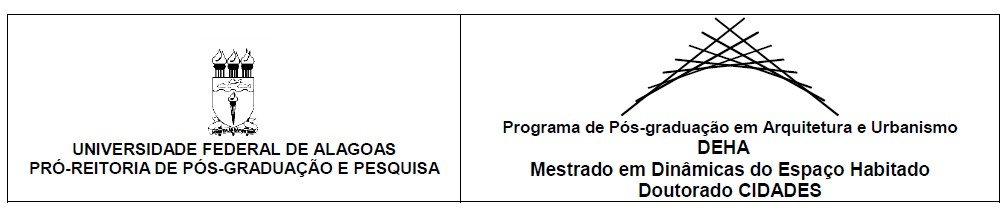 UNIVERSIDADE FEDERAL DE ALAGOAS
PRÓ-REITORIA DE PÓS-GRADUAÇÃO E PESQUISA
Programa de Pós-graduação em Arquitetura e Urbanismo
DEHA
Mestrado em Dinâmicas do Espaço Habitado
Doutorado CIDADES